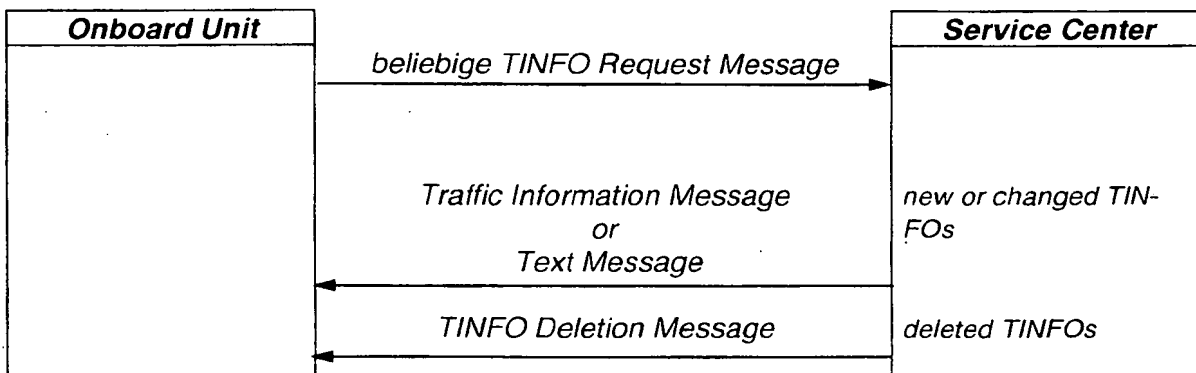 Onboard Unit
Service Center
beliebige TINFO Request Message
Traffic Information Message
or
Text Message
new or changed TIN-
FOs
TINFO Deletion Message
deleted TINFOs